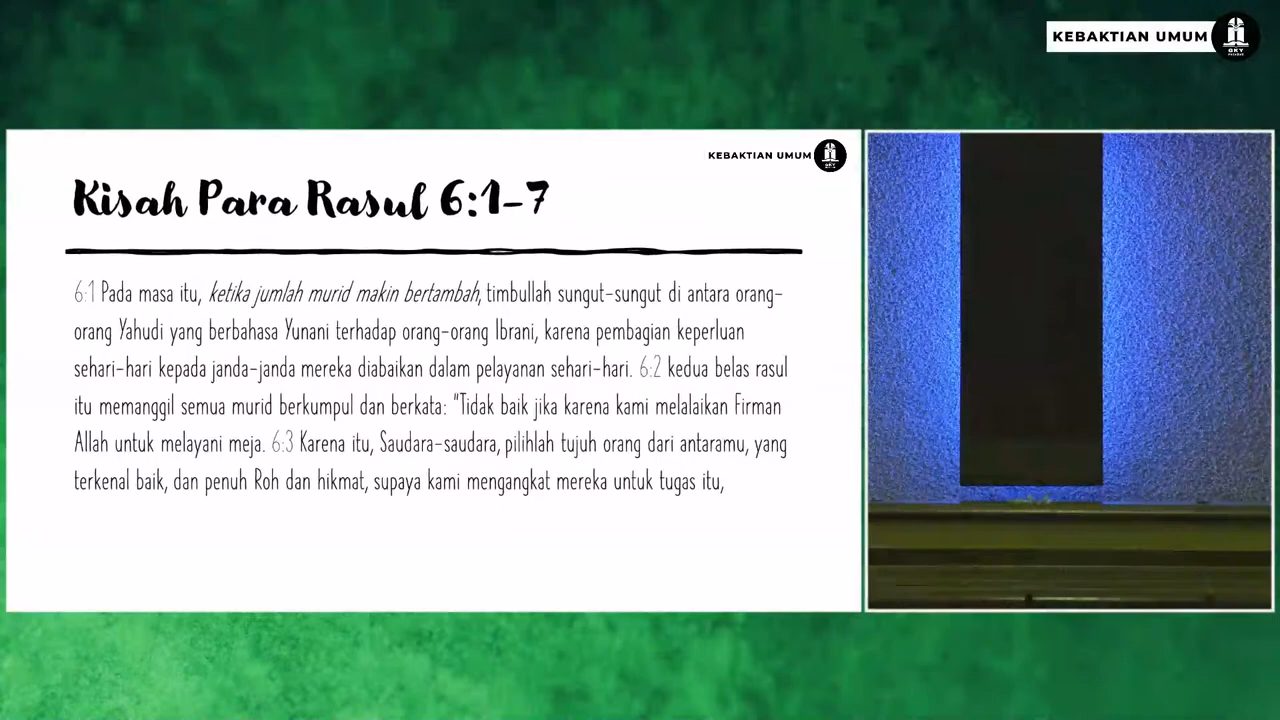 KEBAKTIAN UMUM
GKY
KEBAKTIAN UMUM
GKY
Kisah Para Rasul 6:1-7
6:1 Pada masa itu, ketika jumlah murid makin bertambah, timbullah sungut-sungut di antara orang-
orang Yahudi yang berbahasa Yunani terhadap orang-orang Ibrani, karena pembagian keperluan
sehari-hari kepada janda-janda mereka diabaikan dalam pelayanan sehari-hari. 6:2 kedua belas rasul
itu memanggil semua murid berkumpul dan berkata: "Tidak baik jika karena kami melalaikan Firman
Allah untuk melayani meja. 6:3 Karena itu, Saudara-saudara, pilihlah tujuh orang dari antaramu, yang
terkenal baik, dan penuh Roh dan hikmat, supaya kami mengangkat mereka untuk tugas itu,